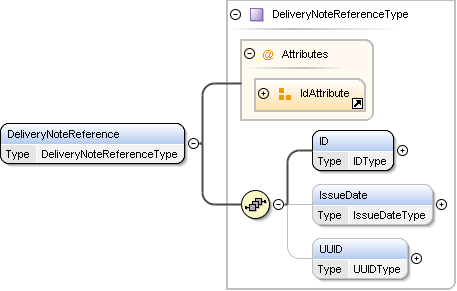 DeliveryNoteReferenceType
@ Attributes
IdAttribute
DeliveryNoteReference
Type DeliveryNoteReferenceType
ID
Type IDType
IssueDate
Type IssueDateType
UUID
Type UUIDType